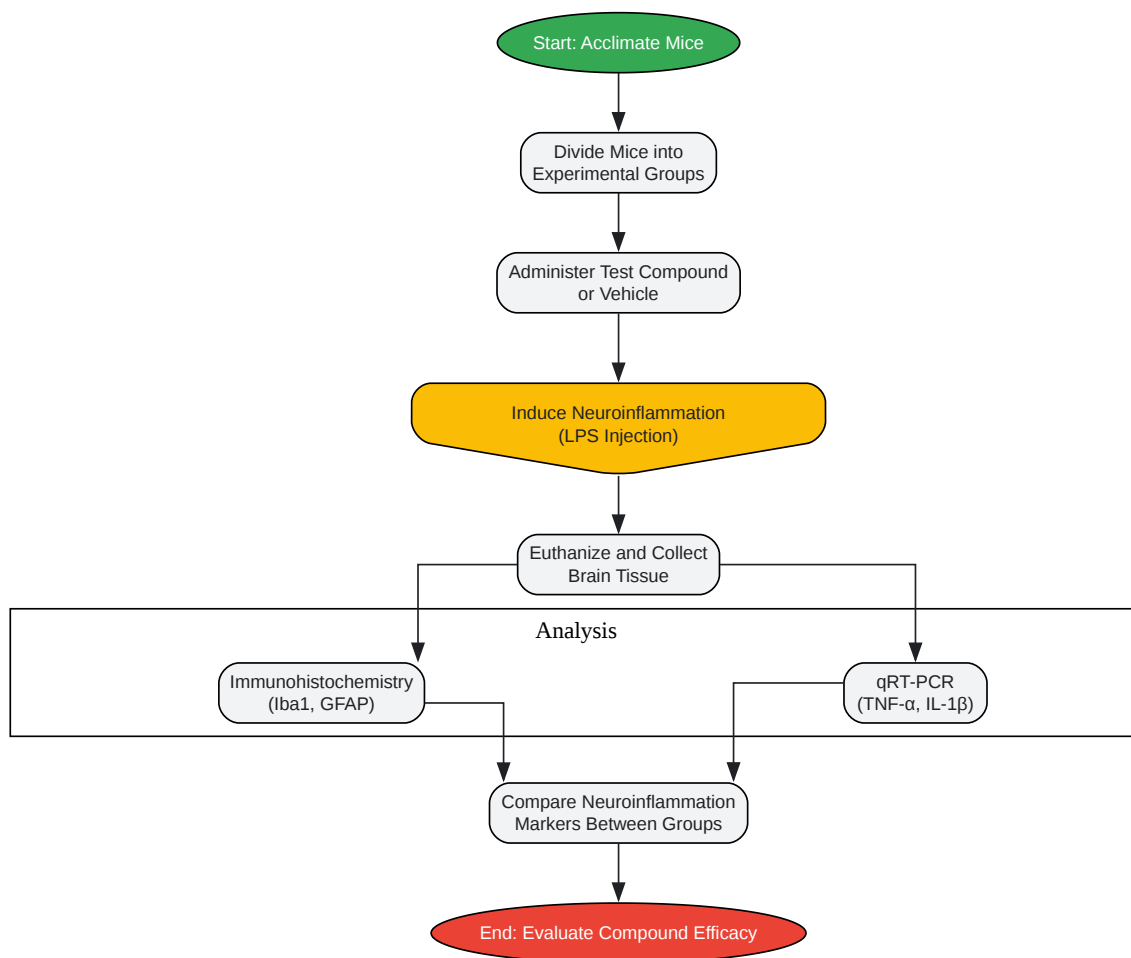 Start: Acclimate Mice
Divide Mice into
Experimental Groups
Administer Test Compound
or Vehicle
Induce Neuroinflammation
(LPS Injection)
Euthanize and Collect
Brain Tissue
Analysis
Immunohistochemistry
(Iba1, GFAP)
qRT-PCR
(TNF-α, IL-1β)
Compare Neuroinflammation
Markers Between Groups
End: Evaluate Compound Efficacy